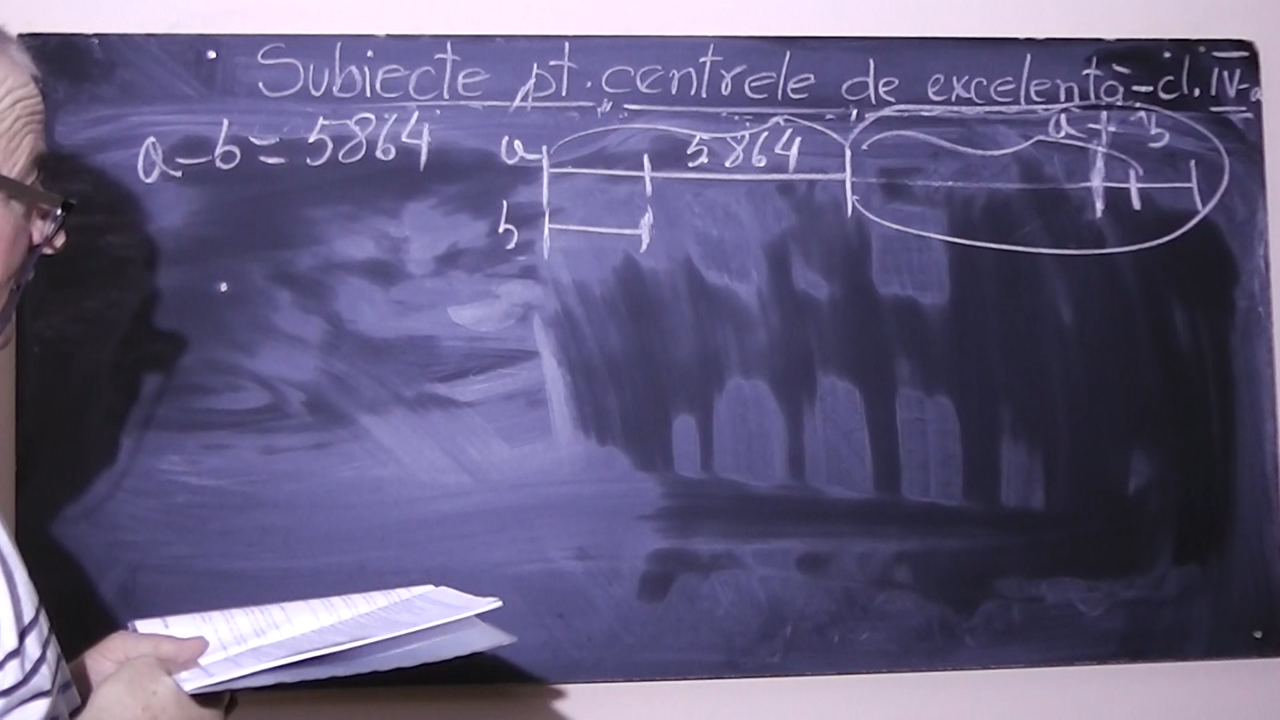 Subiecte pt. centrele de excelenta - cl. IV-a
a - b = 5864
a 5864 a + b
b